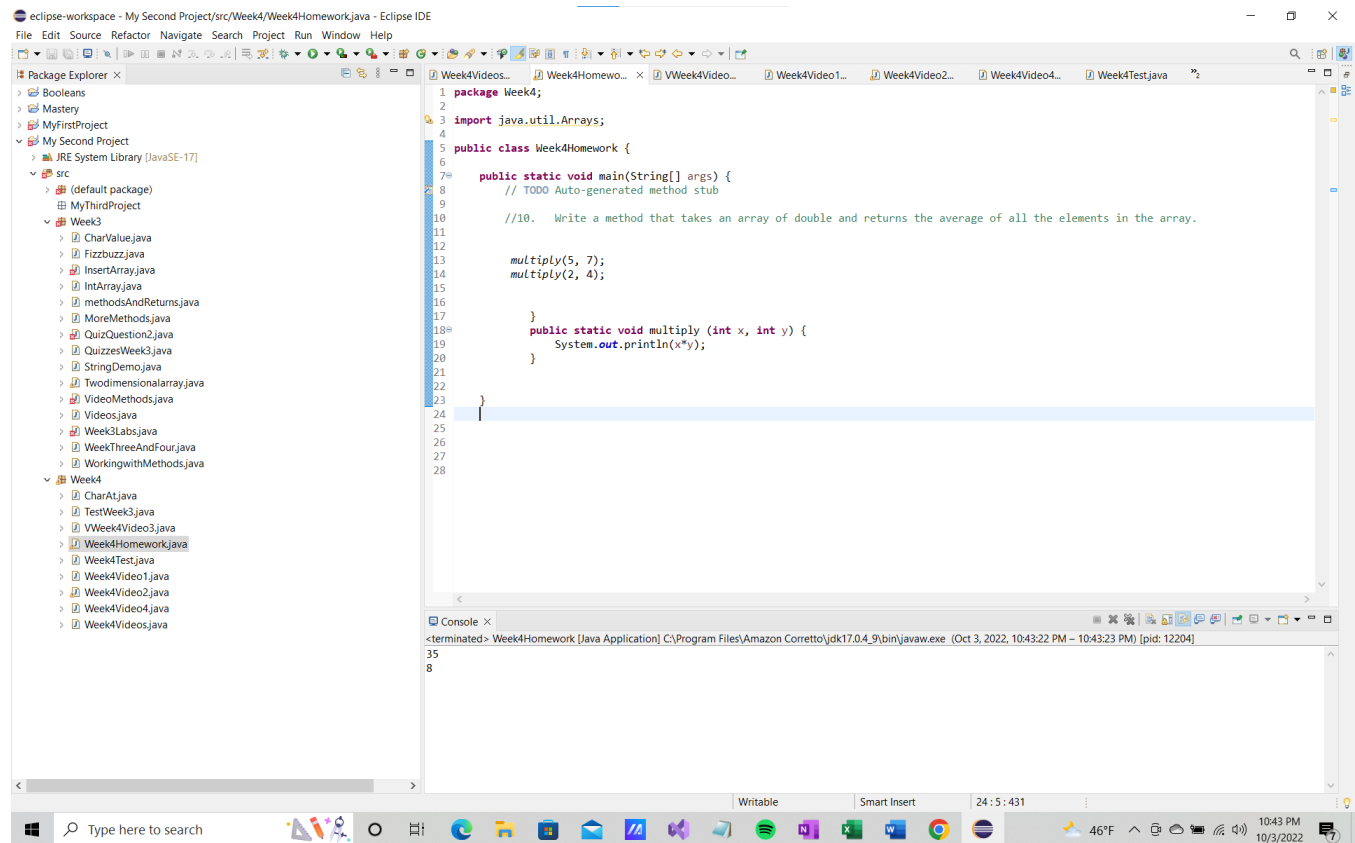 eclipse-workspace - My Second Project/src/Week4/Week4Homework.java - Eclipse IDE
File Edit Source Refactor Navigate Search Project Run Window Help
Package Explorer
Booleans
Mastery
MyFirstProject
My Second Project
JRE System Library [JavaSE-17]
src
(default package)
MyThirdProject
Week3
CharValue.java
Fizzbuzz.java
InsertArray.java
IntArray.java
methodsAndReturns.java
MoreMethods.java
QuizQuestion2.java
QuizzesWeek3.java
StringDemo.java
Twodimensionalarray.java
VideoMethods.java
Videos.java
Week3Labs.java
WeekThreeAndFour.java
WorkingwithMethods.java
Week4
CharAt.java
TestWeek3.java
VWeek4Video3.java
Week4Homework.java
Week4Test.java
Week4Video1.java
Week4Video2.java
Week4Video4.java
Week4Videos.java
Week4Videos... Week4Homewo... VWeek4Video... Week4Video1... Week4Video2... Week4Video4... Week4Test.java »2
1 package Week4;
2
3 import java.util.Arrays;
4
5 public class Week4Homework {
6
7 public static void main(String[] args) {
8 // TODO Auto-generated method stub
9
10 //10. Write a method that takes an array of double and returns the average of all the elements in the array.
11
12
13 multiply(5, 7);
14 multiply(2, 4);
15
16
17 }
18 public static void multiply (int x, int y) {
19 System.out.println(x*y);
20 }
21
22
23 }
24
25
26
27
28
Console
<terminated> Week4Homework [Java Application] C:\Program Files\Amazon Corretto\jdk17.0.4_9\bin\javaw.exe (Oct 3, 2022, 10:43:22 PM – 10:43:23 PM) [pid: 12204]
35
8
Writable Smart Insert 24 : 5 : 431
Type here to search
46°F
10:43 PM
10/3/2022
7